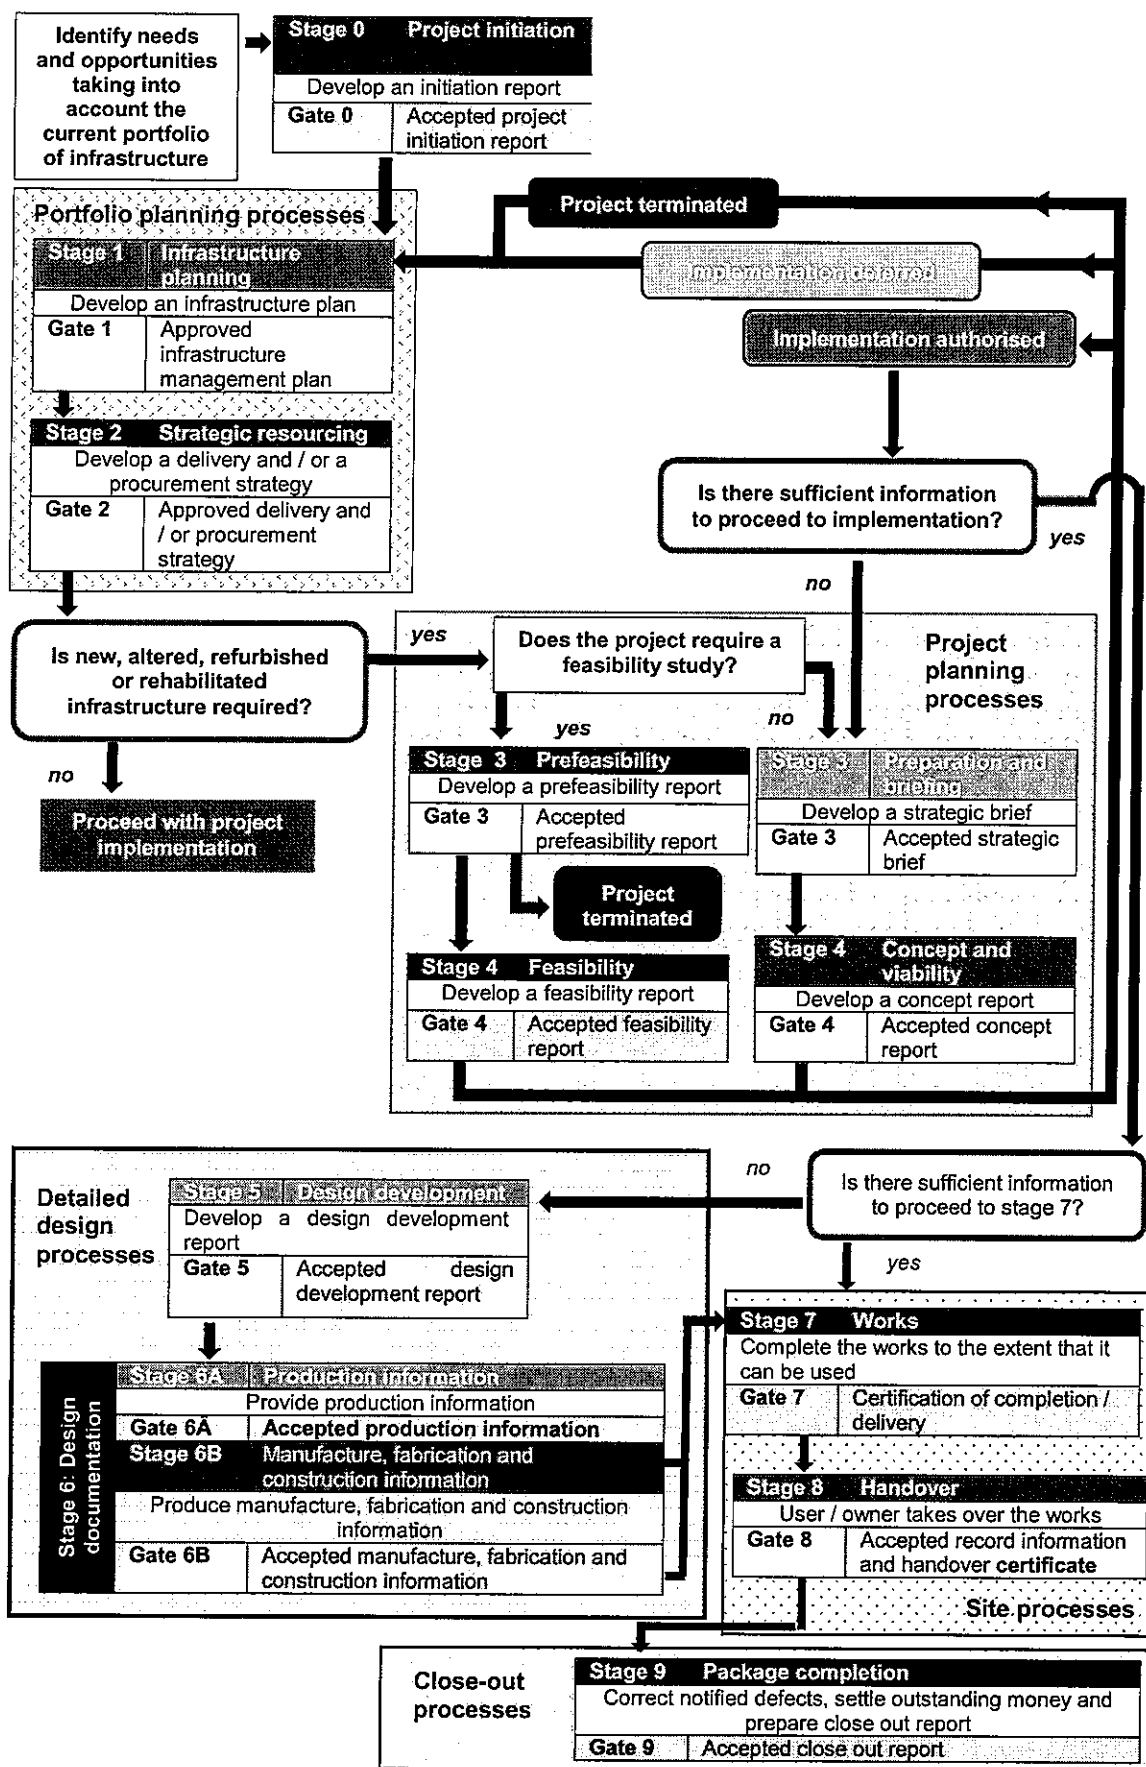 Identify needs
and opportunities
taking into
account the
current portfolio
of infrastructure
Stage 0 Project initiation
Develop an initiation report
Gate 0 Accepted project
initiation report
Portfolio planning processes
Stage 1 Infrastructure
planning
Develop an infrastructure plan
Gate 1 Approved
infrastructure
management plan
Stage 2 Strategic resourcing
Develop a delivery and / or a
procurement strategy
Gate 2 Approved delivery and
/ or procurement
strategy
Project terminated
Implementation deferred
Implementation authorised
Is there sufficient information
to proceed to implementation?
yes
no
Is new, altered, refurbished
or rehabilitated
infrastructure required?
yes
no
Proceed with project
implementation
Does the project require a
feasibility study?
Project
planning
processes
yes
no
Stage 3 Prefeasibility
Develop a prefeasibility report
Gate 3 Accepted
prefeasibility report
Project
terminated
Stage 4 Feasibility
Develop a feasibility report
Gate 4 Accepted feasibility
report
Stage 3 Preparation and
briefing
Develop a strategic brief
Gate 3 Accepted strategic
brief
Stage 4 Concept and
viability
Develop a concept report
Gate 4 Accepted concept
report
Is there sufficient information
to proceed to stage 7?
no
yes
Detailed
design
processes
Stage 5 Design development
Develop a design development
report
Gate 5 Accepted design
development report
Stage 6: Design
documentation
Stage 6A Production information
Provide production information
Gate 6A Accepted production information
Stage 6B Manufacture, fabrication and
construction information
Produce manufacture, fabrication and construction
information
Gate 6B Accepted manufacture, fabrication and
construction information
Stage 7 Works
Complete the works to the extent that it
can be used
Gate 7 Certification of completion /
delivery
Stage 8 Handover
User / owner takes over the works
Gate 8 Accepted record information
and handover certificate
Site processes
Close-out
processes
Stage 9 Package completion
Correct notified defects, settle outstanding money and
prepare close out report
Gate 9 Accepted close out report